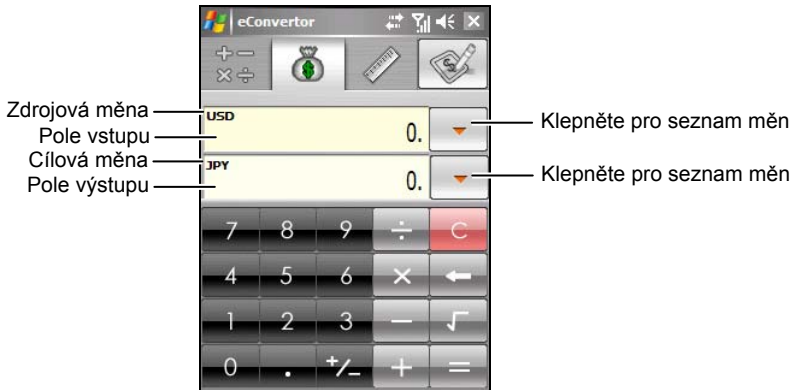 eConvertor
Zdrojová měna
USD
Klepněte pro seznam měn
Pole vstupu
0.
Cílová měna
JPY
Klepněte pro seznam měn
Pole výstupu
0.
7 8 9 ÷ C
4 5 6 × ←
1 2 3 − √
0 . +/− + =